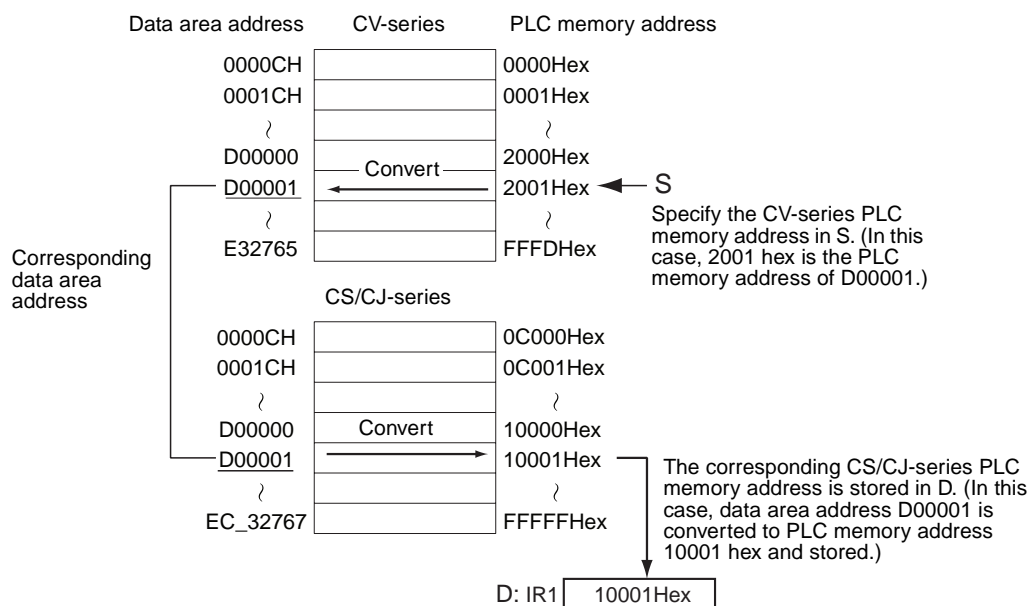 Data area address CV-series PLC memory address
0000CH 0000Hex
0001CH 0001Hex
~ ~
D00000 2000Hex
Convert
D00001 2001Hex S
~ ~
E32765 FFFDHex
Specify the CV-series PLC
memory address in S. (In this
case, 2001 hex is the PLC
memory address of D00001.)
Corresponding
data area
address
CS/CJ-series
0000CH 0C000Hex
0001CH 0C001Hex
~ ~
D00000 Convert 10000Hex
D00001 10001Hex
~ ~
EC_32767 FFFFFHex
The corresponding CS/CJ-series PLC
memory address is stored in D. (In this
case, data area address D00001 is
converted to PLC memory address
10001 hex and stored.)
D: IR1 10001Hex